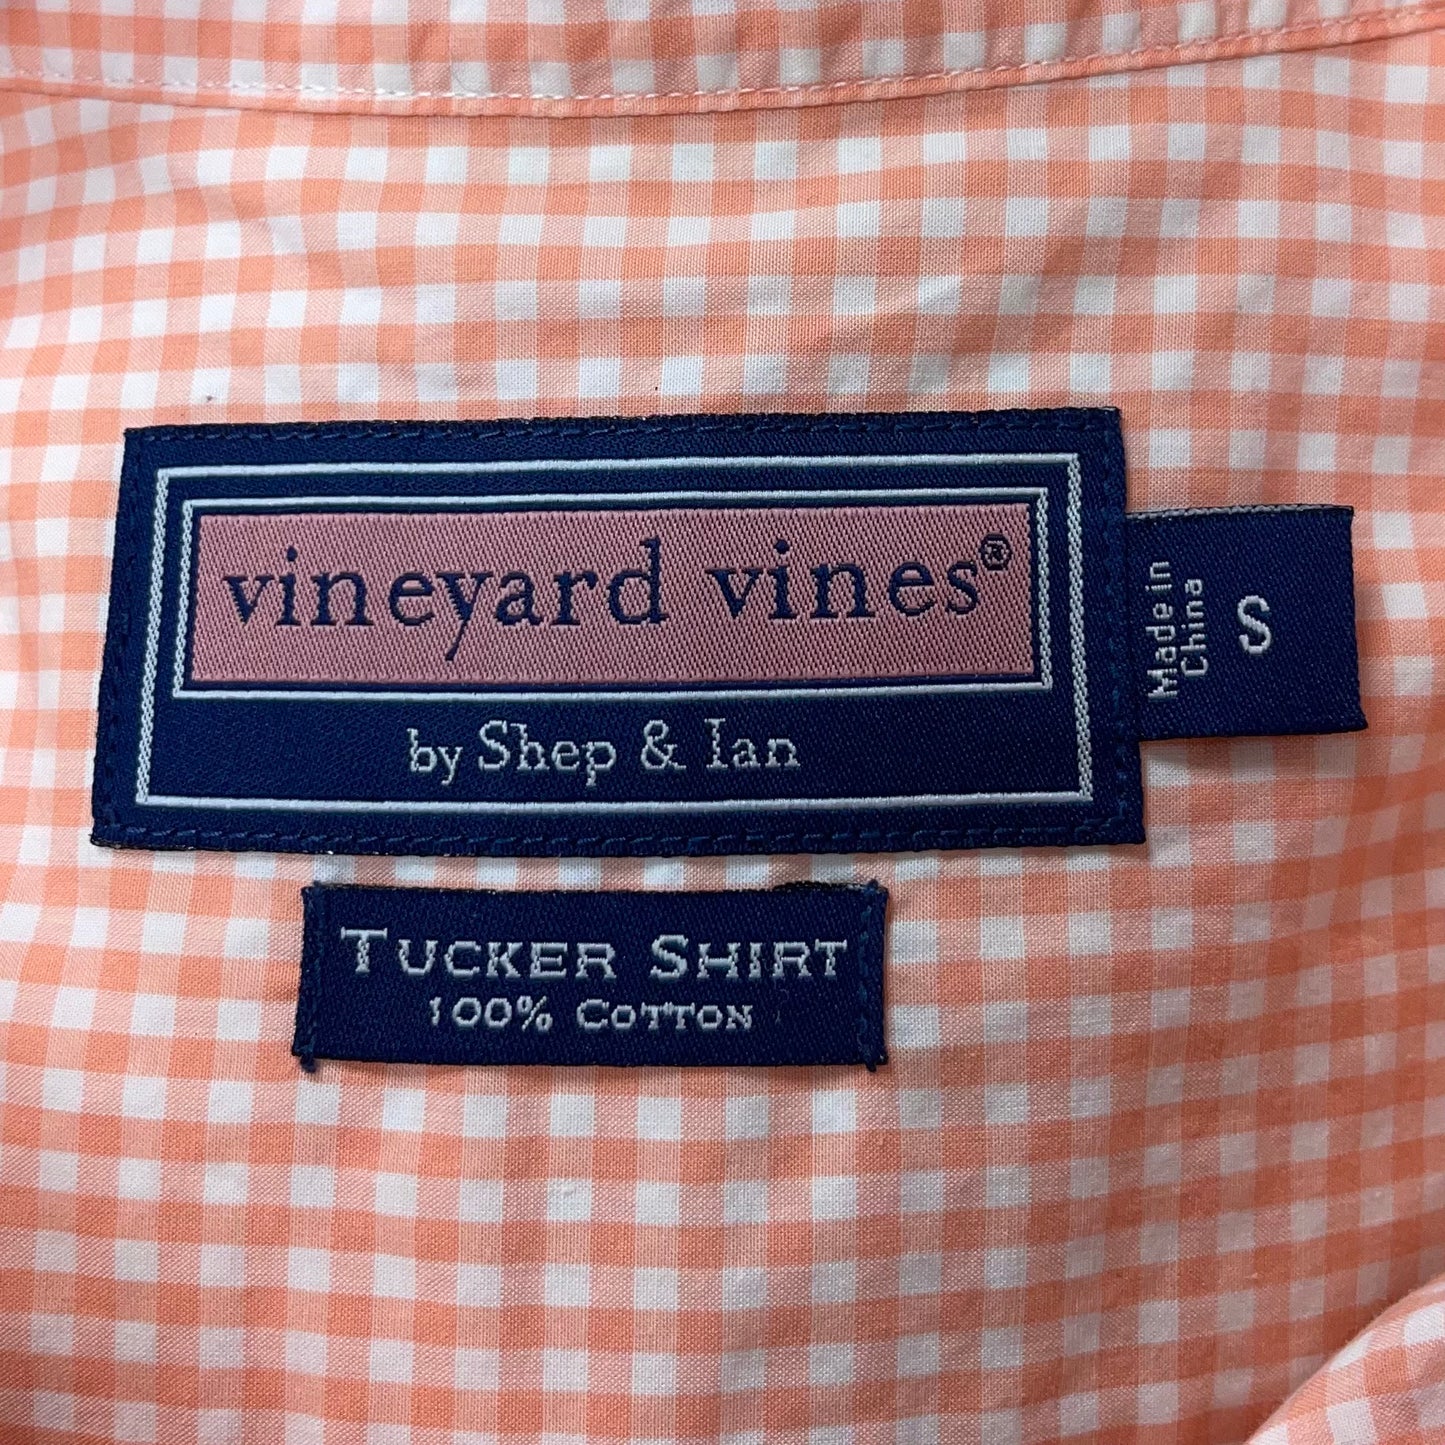 vineyard vines®
by Shep & Ian
Made in
China
S
TUCKER SHIRT
100% COTTON